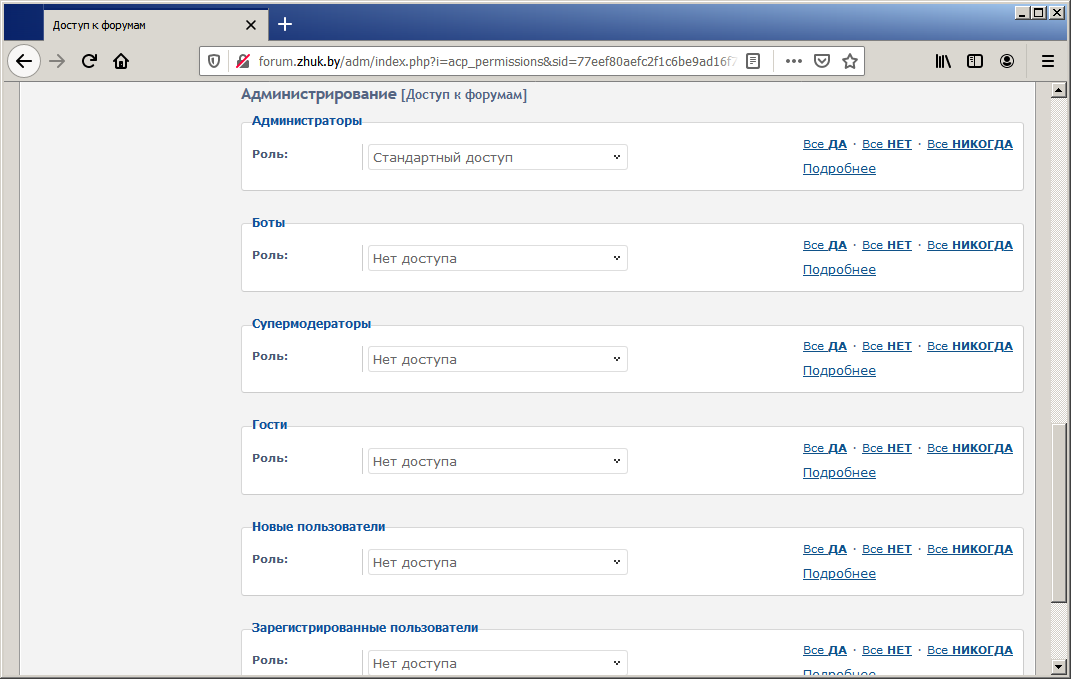 Доступ к форумам
forum.zhuk.by/adm/index.php?i=acp_permissions&sid=77eef80aefc2f1c6be9ad16f7
Администрирование [Доступ к форумам]
Администраторы
Роль: Стандартный доступ Все ДА · Все НЕТ · Все НИКОГДА
Подробнее
Боты
Роль: Нет доступа Все ДА · Все НЕТ · Все НИКОГДА
Подробнее
Супермодераторы
Роль: Нет доступа Все ДА · Все НЕТ · Все НИКОГДА
Подробнее
Гости
Роль: Нет доступа Все ДА · Все НЕТ · Все НИКОГДА
Подробнее
Новые пользователи
Роль: Нет доступа Все ДА · Все НЕТ · Все НИКОГДА
Подробнее
Зарегистрированные пользователи
Роль: Нет доступа Все ДА · Все НЕТ · Все НИКОГДА
Подробнее